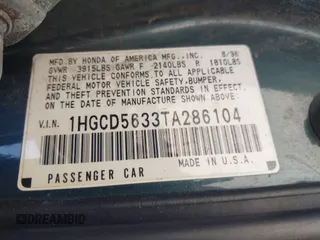 MFD. BY HONDA OF AMERICA MFG., INC. 8/96
GVWR 3915LBS GAWR F 2140LBS R 1810LBS
THIS VEHICLE CONFORMS TO ALL APPLICABLE
FEDERAL MOTOR VEHICLE SAFETY, BUMPER,
AND THEFT PREVENTION STANDARDS IN EFFECT
ON THE DATE OF MANUFACTURE SHOWN ABOVE.
V.I.N. 1HGCD5633TA286104
MADE IN U.S.A.
PASSENGER CAR
DREAMBID